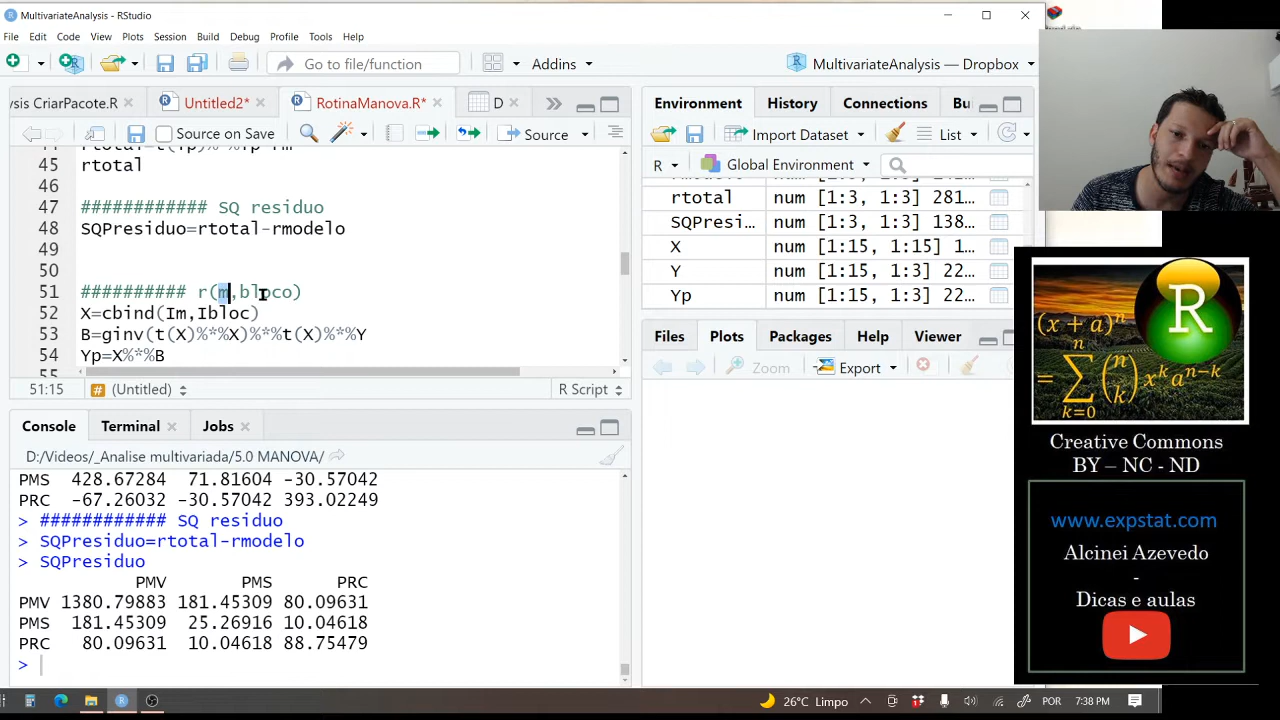 MultivariateAnalysis - RStudio
File Edit Code View Plots Session Build Debug Profile Tools Help
Go to file/function
Addins
MultivariateAnalysis — Dropbox
ysis CriarPacote.R
Untitled2*
RotinaManova.R*
D
Source on Save
Source
45 rtotal
46
47 ############ SQ residuo
48 SQPresiduo=rtotal-rmodelo
49
50
51 ########## r(m,bloco)
52 X=cbind(Im,Ibloc)
53 B=ginv(t(X)%*%X)%*%t(X)%*%Y
54 Yp=X%*%B
55
51:15
(Untitled)
R Script
Console Terminal Jobs
D:/Videos/_Analise multivariada/5.0 MANOVA/
PMS 428.67284 71.81604 -30.57042
PRC -67.26032 -30.57042 393.02249
> ############ SQ residuo
> SQPresiduo=rtotal-rmodelo
> SQPresiduo
PMV PMS PRC
PMV 1380.79883 181.45309 80.09631
PMS 181.45309 25.26916 10.04618
PRC 80.09631 10.04618 88.75479
>
Environment History Connections Bu
Import Dataset
List
R
Global Environment
rtotal num [1:3, 1:3] 281…
SQPresi… num [1:3, 1:3] 138…
X num [1:15, 1:15] 1…
Y num [1:15, 1:3] 22…
Yp num [1:15, 1:3] 22…
Files Plots Packages Help Viewer
Zoom
Export
R
(x + a)^n
= ∑ n k=0 (n k) x^k a^{n−k}
Creative Commons
BY – NC - ND
www.expstat.com
Alcinei Azevedo
-
Dicas e aulas
26°C Limpo
POR
7:38 PM